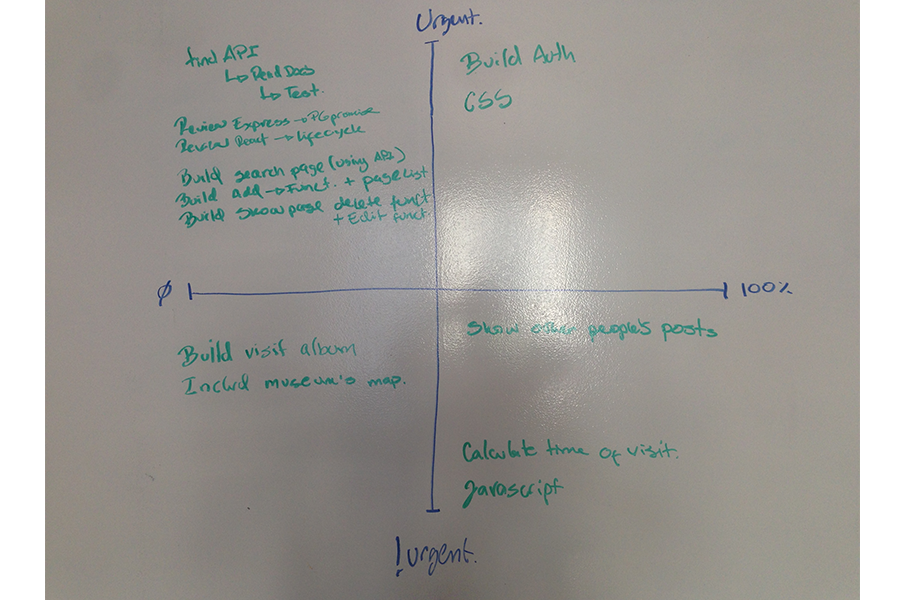 Urgent.
find API
↳ Read Docs
↳ Test.
Review Express → PG promise
Review React → lifecycle
Build search page (using API)
Build add → Funct. + page List
Build Show page delete funct
+ Edit funct.
Build Auth
CSS
∅
100%
Build visit album
Includ museum's map.
Show other people's posts
Calculate time of visit.
Javascript
!urgent.